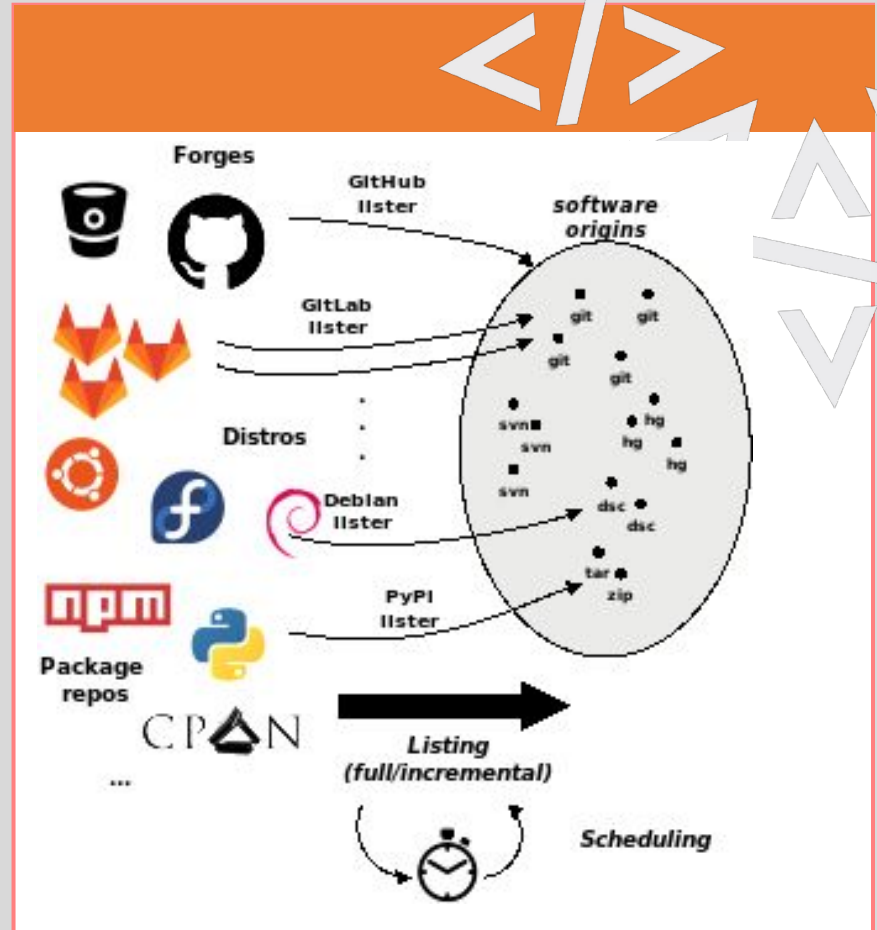 </>
Forges
GitHub
lister
software
origins
GitLab
lister
git
git
git
git
svn
svn
svn
hg
hg
hg
Distros
Debian
lister
dsc
dsc
tar
zip
npm
PyPI
lister
Package
repos
CPAN
...
Listing
(full/incremental)
Scheduling